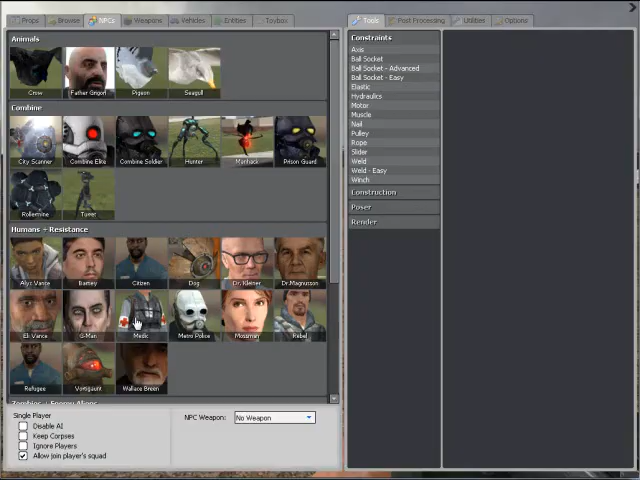 Props Browse NPCs Weapons Vehicles Entities Toybox
Tools Post Processing Utilities Options
Animals
Crow Father Grigori Pigeon Seagull
Combine
City Scanner Combine Elite Combine Soldier Hunter Manhack Prison Guard
Rollermine Turret
Humans + Resistance
Alyx Vance Barney Citizen Dog Dr. Kleiner Dr.Magnusson
Eli Vance G-Man Medic Metro Police Mossman Rebel
Refugee Vortigaunt Wallace Breen
Zombies + Enemy Aliens
Single Player
Disable AI
Keep Corpses
Ignore Players
Allow join player's squad
NPC Weapon: No Weapon
Constraints
Axis
Ball Socket
Ball Socket - Advanced
Ball Socket - Easy
Elastic
Hydraulics
Motor
Muscle
Nail
Pulley
Rope
Slider
Weld
Weld - Easy
Winch
Construction
Poser
Render